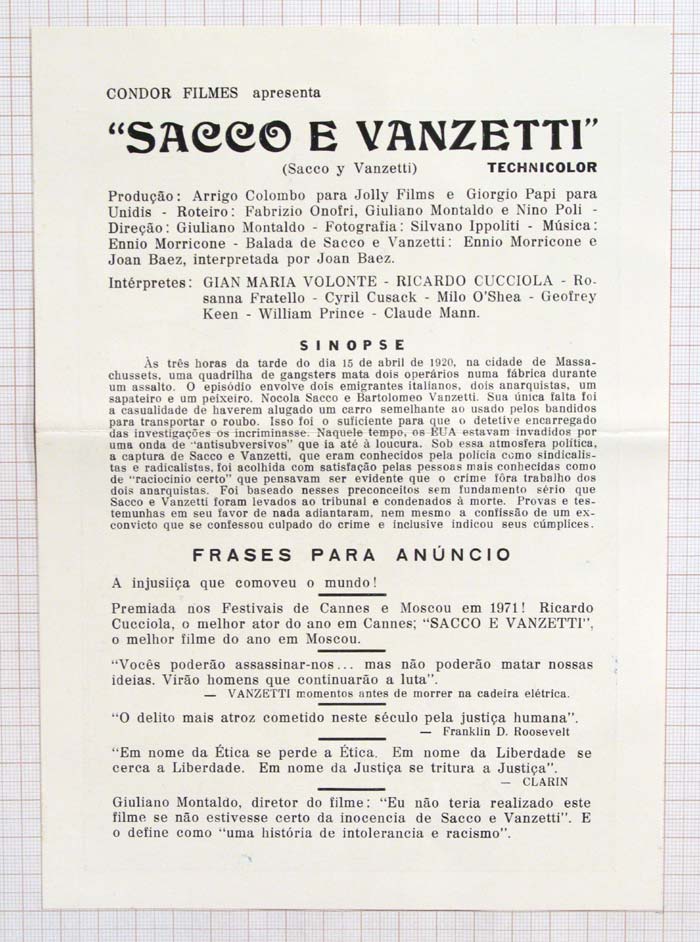 CONDOR FILMES apresenta
"SACCO E VANZETTI"
(Sacco y Vanzetti) TECHNICOLOR
Produção: Arrigo Colombo para Jolly Films e Giorgio Papi para
Unidis - Roteiro: Fabrizio Onofri, Giuliano Montaldo e Nino Poli -
Direção: Giuliano Montaldo - Fotografia: Silvano Ippoliti - Música:
Ennio Morricone - Balada de Sacco e Vanzetti: Ennio Morricone e
Joan Baez, interpretada por Joan Baez.
Intérpretes: GIAN MARIA VOLONTE - RICARDO CUCCIOLA - Ro-
sanna Fratello - Cyril Cusack - Milo O'Shea - Geofrey
Keen - William Prince - Claude Mann.
SINOPSE
Às três horas da tarde do dia 15 de abril de 1920, na cidade de Massa-
chussets, uma quadrilha de gangsters mata dois operários numa fábrica durante
um assalto. O episódio envolve dois emigrantes italianos, dois anarquistas, um
sapateiro e um peixeiro. Nocola Sacco e Bartolomeo Vanzetti. Sua única falta foi
a casualidade de haverem alugado um carro semelhante ao usado pelos bandidos
para transportar o roubo. Isso foi o suficiente para que o detetive encarregado
das investigações os incriminasse. Naquele tempo, os EUA estavam invadidos por
uma onda de "antisubversivos" que ia até à loucura. Sob essa atmosfera política,
a captura de Sacco e Vanzetti, que eram conhecidos pela polícia como sindicalis-
tas e radicalistas, foi acolhida com satisfação pelas pessoas mais conhecidas como
de "raciocinio certo" que pensavam ser evidente que o crime fôra trabalho dos
dois anarquistas. Foi baseado nesses preconceitos sem fundamento sério que
Sacco e Vanzetti foram levados ao tribunal e condenados à morte. Provas e tes-
temunhas em seu favor de nada adiantaram, nem mesmo a confissão de um ex-
convicto que se confessou culpado do crime e inclusive indicou seus cúmplices.
FRASES PARA ANÚNCIO
A injusiiça que comoveu o mundo!
Premiada nos Festivais de Cannes e Moscou em 1971! Ricardo
Cucciola, o melhor ator do ano em Cannes; "SACCO E VANZETTI",
o melhor filme do ano em Moscou.
"Vocês poderão assassinar-nos... mas não poderão matar nossas
ideias. Virão homens que continuarão a luta".
— VANZETTI momentos antes de morrer na cadeira elétrica.
"O delito mais atroz cometido neste século pela justiça humana".
— Franklin D. Roosevelt
"Em nome da Ética se perde a Ética. Em nome da Liberdade se
cerca a Liberdade. Em nome da Justiça se tritura a Justiça".
— CLARIN
Giuliano Montaldo, diretor do filme: "Eu não teria realizado este
filme se não estivesse certo da inocencia de Sacco e Vanzetti". E
o define como "uma história de intolerancia e racismo".